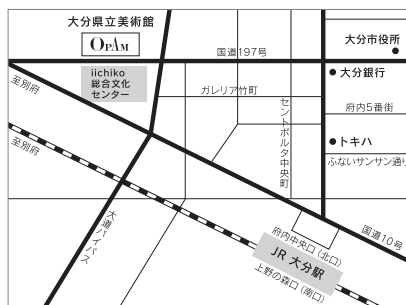 大分県立美術館
OPAM
国道197号
大分市役所
iichiko
総合文化
センター
大分銀行
至別府
ガレリア竹町
セントポルタ中央町
府内5番街
トキハ
ふないサンサン通り
至別府
大道バイパス
府内中央口(北口)
国道10号
JR 大分駅
上野の森口(南口)